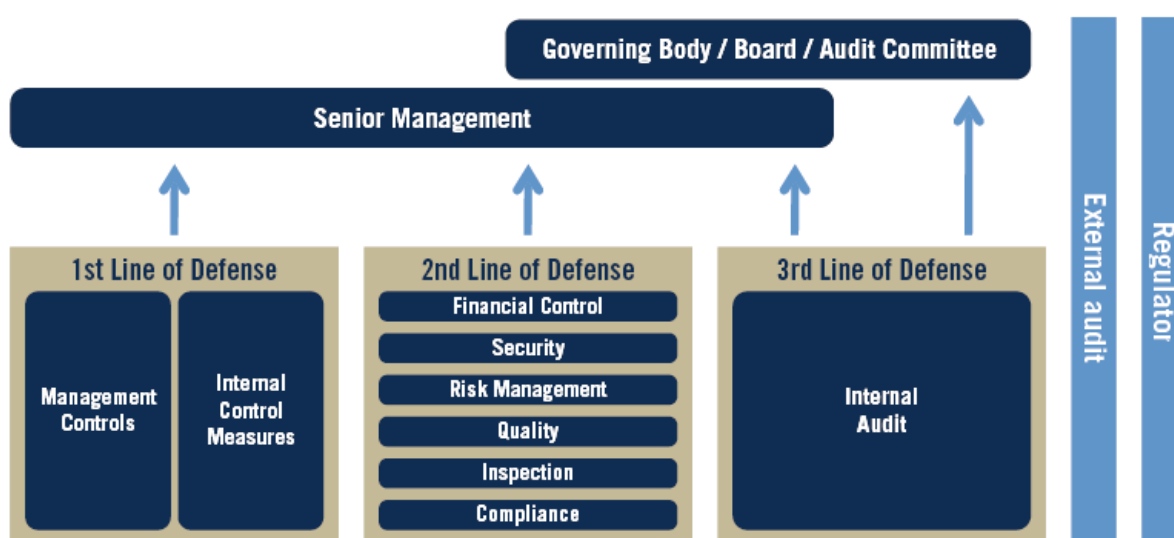 Governing Body / Board / Audit Committee
Senior Management
1st Line of Defense
Management
Controls
Internal
Control
Measures
2nd Line of Defense
Financial Control
Security
Risk Management
Quality
Inspection
Compliance
3rd Line of Defense
Internal
Audit
External audit
Regulator